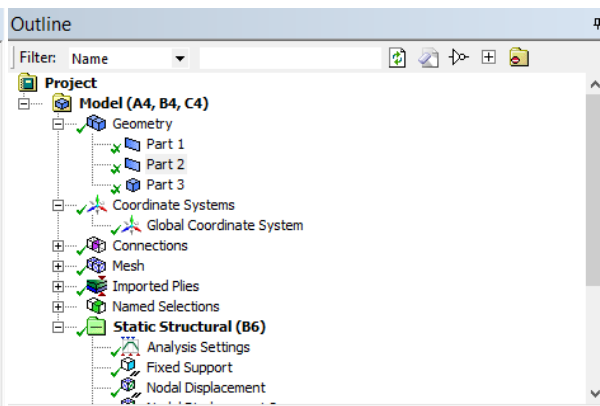 Outline
Filter: Name
Project
Model (A4, B4, C4)
Geometry
Part 1
Part 2
Part 3
Coordinate Systems
Global Coordinate System
Connections
Mesh
Imported Plies
Named Selections
Static Structural (B6)
Analysis Settings
Fixed Support
Nodal Displacement